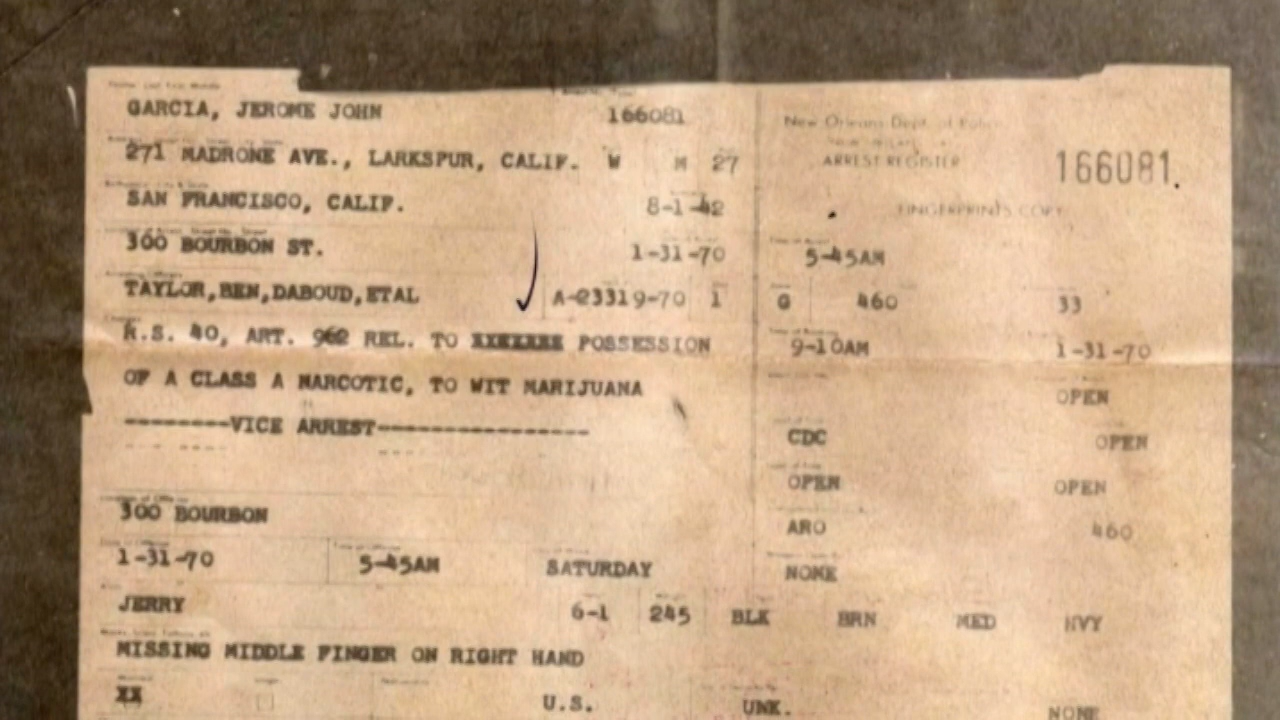 GARCIA, JEROME JOHN 166081
New Orleans Dept. of Police
271 MADRONE AVE., LARKSPUR, CALIF. W M 27
ARREST REGISTER 166081.
SAN FRANCISCO, CALIF. 8-1-42
FINGERPRINTS COPY
300 BOURBON ST. 1-31-70 5-45AM
TAYLOR,BEN,DABOUD,ETAL A-23319-70 1 G 460 33
R.S. 40, ART. 962 REL. TO POSSESSION 9-10AM 1-31-70
OF A CLASS A NARCOTIC, TO WIT MARIJUANA OPEN
--------VICE ARREST---------------- CDC OPEN
OPEN OPEN
300 BOURBON ARO 460
1-31-70 5-45AM SATURDAY NONE
JERRY 6-1 245 BLK BRN MED HVY
MISSING MIDDLE FINGER ON RIGHT HAND
XX U.S. UNK. NONE